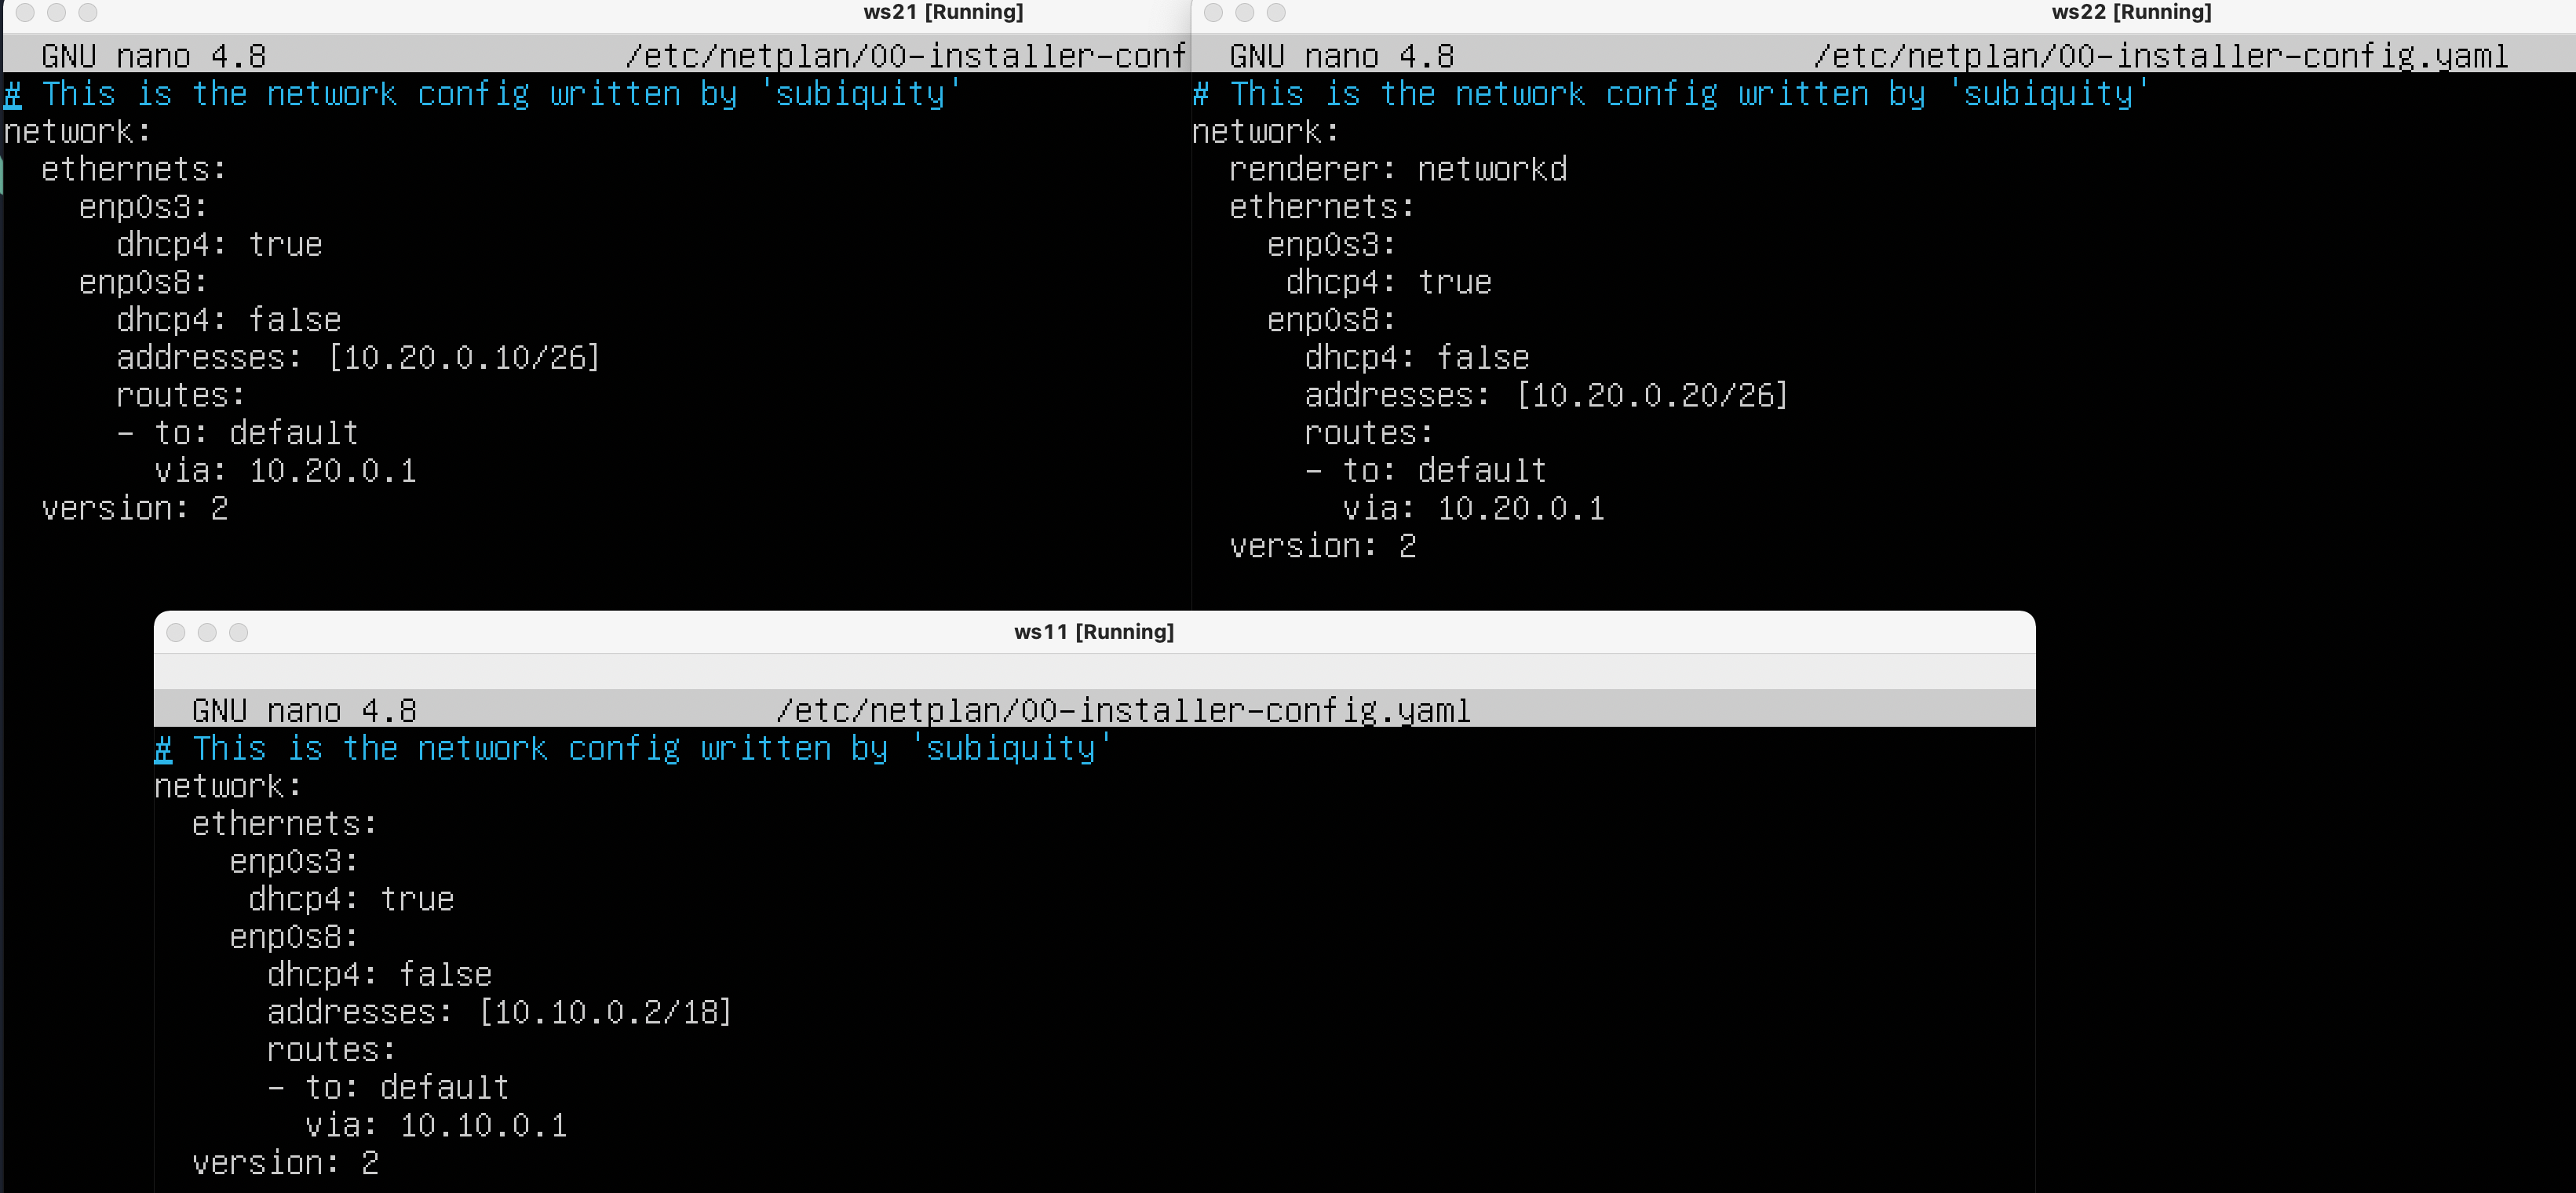 ws21 [Running]
GNU nano 4.8 /etc/netplan/00-installer-conf
# This is the network config written by 'subiquity'
network:
  ethernets:
    enp0s3:
      dhcp4: true
    enp0s8:
      dhcp4: false
      addresses: [10.20.0.10/26]
      routes:
      - to: default
        via: 10.20.0.1
  version: 2
ws22 [Running]
GNU nano 4.8 /etc/netplan/00-installer-config.yaml
# This is the network config written by 'subiquity'
network:
  renderer: networkd
  ethernets:
    enp0s3:
     dhcp4: true
    enp0s8:
      dhcp4: false
      addresses: [10.20.0.20/26]
      routes:
      - to: default
        via: 10.20.0.1
  version: 2
ws11 [Running]
GNU nano 4.8 /etc/netplan/00-installer-config.yaml
# This is the network config written by 'subiquity'
network:
  ethernets:
    enp0s3:
     dhcp4: true
    enp0s8:
      dhcp4: false
      addresses: [10.10.0.2/18]
      routes:
      - to: default
        via: 10.10.0.1
  version: 2